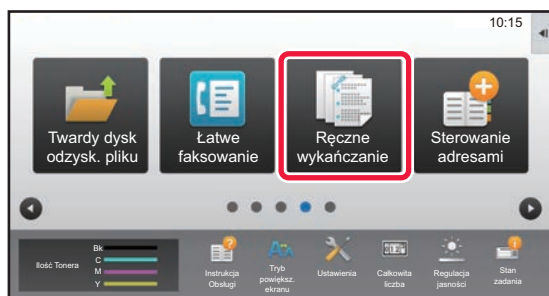 10:15
Twardy dysk
odzysk. pliku
Łatwe
faksowanie
Ręczne
wykańczanie
Sterowanie
adresami
Ilość Tonera
Bk
C
M
Y
Instrukcja
Obsługi
Tryb
powiększ.
ekranu
Ustawienia
Całkowita
liczba
Regulacja
jasności
Stan
zadania